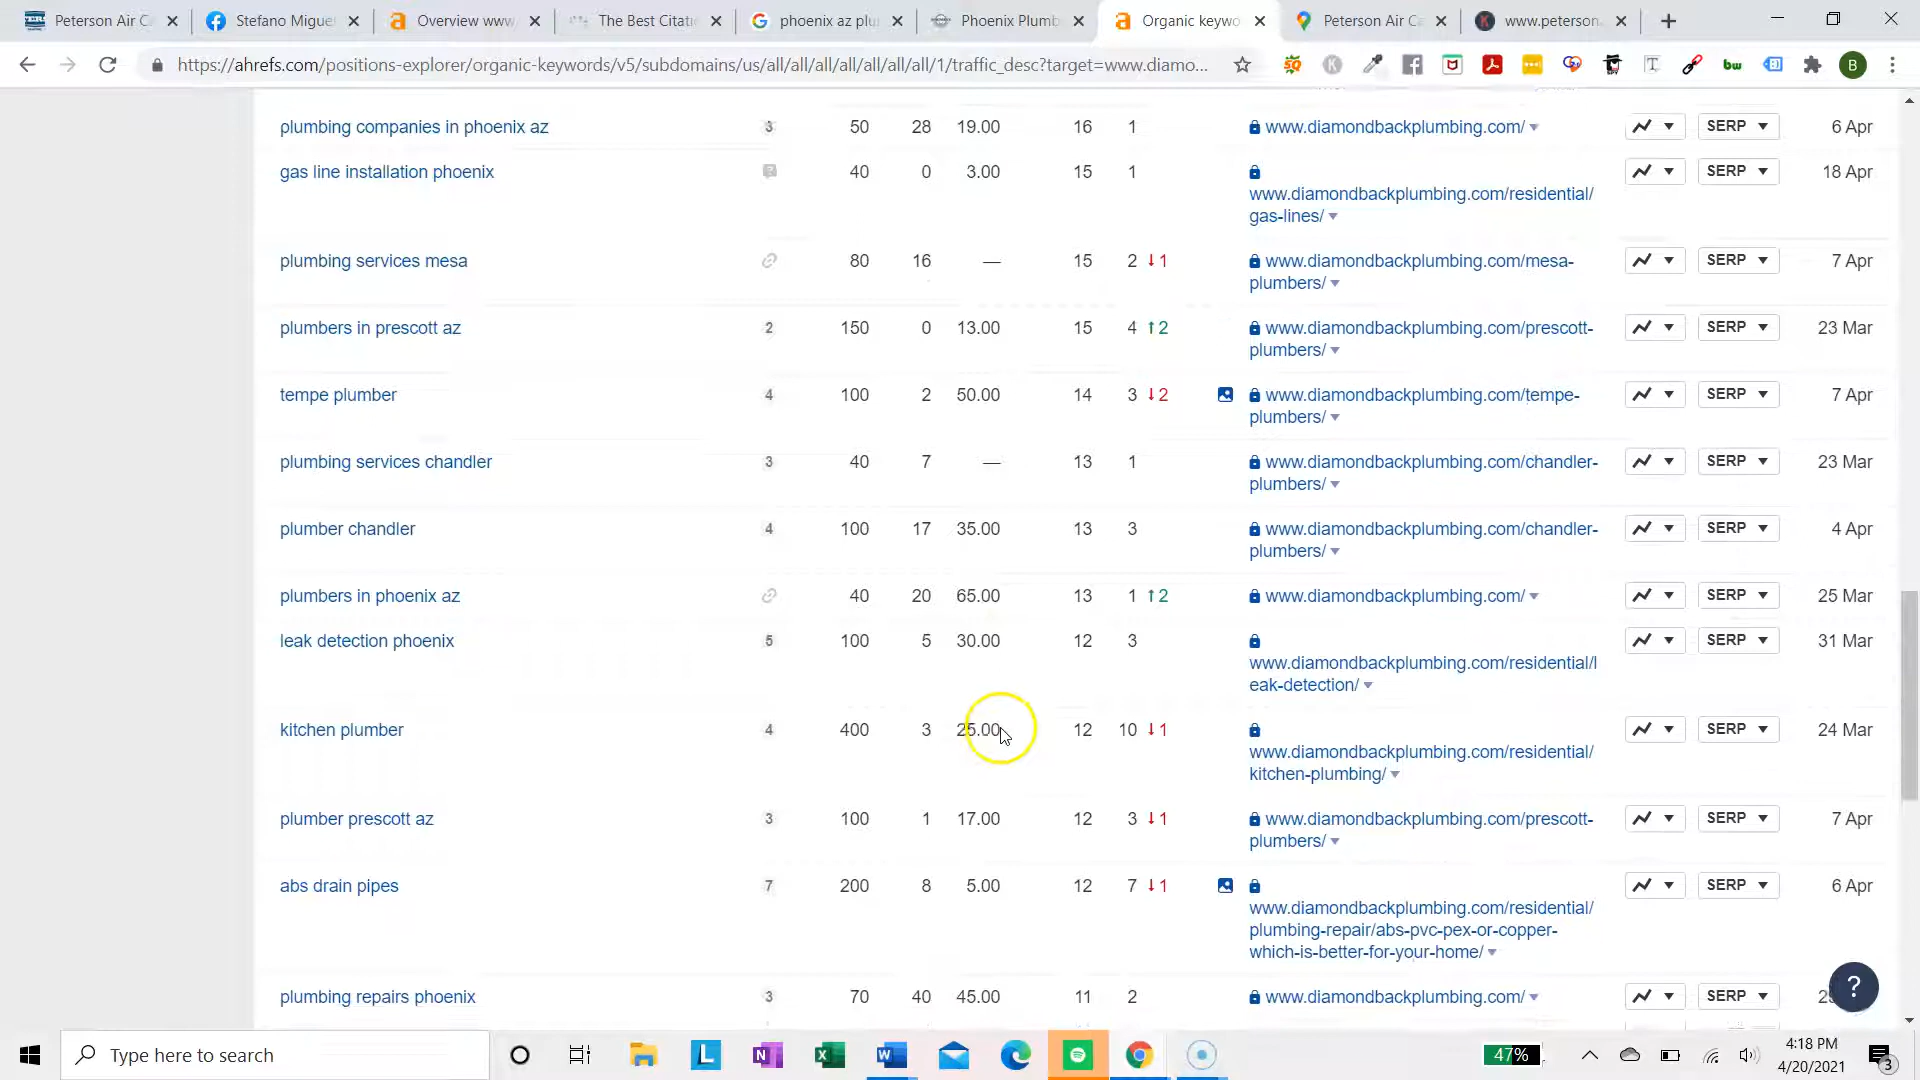 Peterson Air Ca
Stefano Miguel
Overview www.
The Best Citatio
phoenix az plu
Phoenix Plumb
Organic keywo
Peterson Air Ca
www.peterson
https://ahrefs.com/positions-explorer/organic-keywords/v5/subdomains/us/all/all/all/all/all/all/all/1/traffic_desc?target=www.diamo...
plumbing companies in phoenix az 3 50 28 19.00 16 1 www.diamondbackplumbing.com/ SERP 6 Apr
gas line installation phoenix 40 0 3.00 15 1 SERP 18 Apr
www.diamondbackplumbing.com/residential/
gas-lines/
plumbing services mesa 80 16 — 15 2 ↓1 www.diamondbackplumbing.com/mesa- SERP 7 Apr
plumbers/
plumbers in prescott az 2 150 0 13.00 15 4 ↑2 www.diamondbackplumbing.com/prescott- SERP 23 Mar
plumbers/
tempe plumber 4 100 2 50.00 14 3 ↓2 www.diamondbackplumbing.com/tempe- SERP 7 Apr
plumbers/
plumbing services chandler 3 40 7 — 13 1 www.diamondbackplumbing.com/chandler- SERP 23 Mar
plumbers/
plumber chandler 4 100 17 35.00 13 3 www.diamondbackplumbing.com/chandler- SERP 4 Apr
plumbers/
plumbers in phoenix az 40 20 65.00 13 1 ↑2 www.diamondbackplumbing.com/ SERP 25 Mar
leak detection phoenix 5 100 5 30.00 12 3 SERP 31 Mar
www.diamondbackplumbing.com/residential/l
eak-detection/
kitchen plumber 4 400 3 25.00 12 10 ↓1 SERP 24 Mar
www.diamondbackplumbing.com/residential/
kitchen-plumbing/
plumber prescott az 3 100 1 17.00 12 3 ↓1 www.diamondbackplumbing.com/prescott- SERP 7 Apr
plumbers/
abs drain pipes 7 200 8 5.00 12 7 ↓1 SERP 6 Apr
www.diamondbackplumbing.com/residential/
plumbing-repair/abs-pvc-pex-or-copper-
which-is-better-for-your-home/
plumbing repairs phoenix 3 70 40 45.00 11 2 www.diamondbackplumbing.com/ SERP
Type here to search
47%
4:18 PM
4/20/2021
3